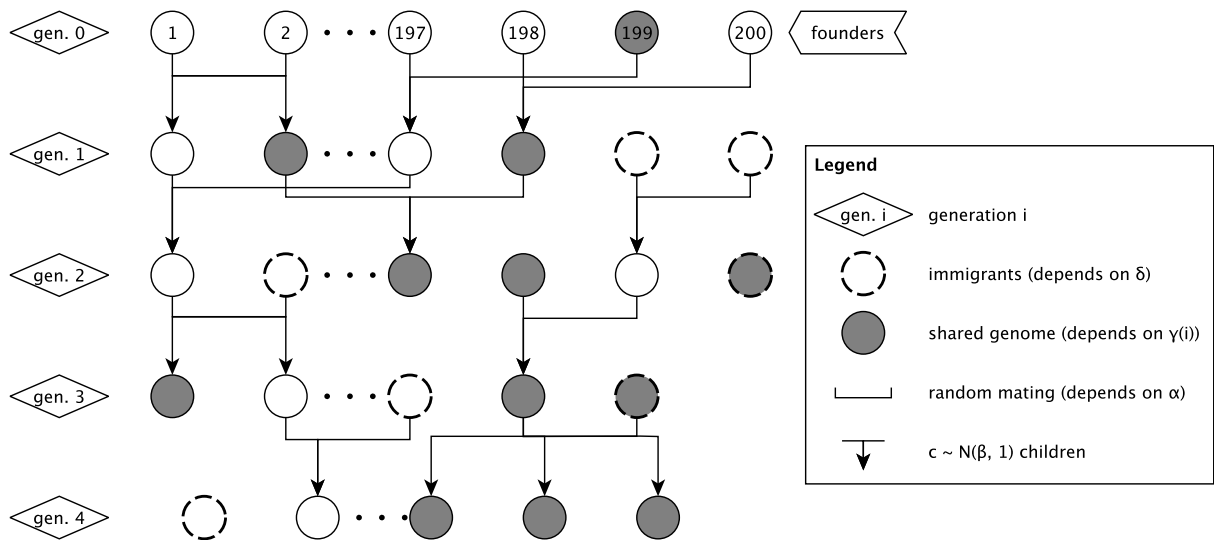 gen. 0 1 2 197 198 199 200 founders
gen. 1
Legend
gen. i generation i
gen. 2
immigrants (depends on δ)
shared genome (depends on γ(i))
gen. 3
random mating (depends on α)
c ~ N(β, 1) children
gen. 4